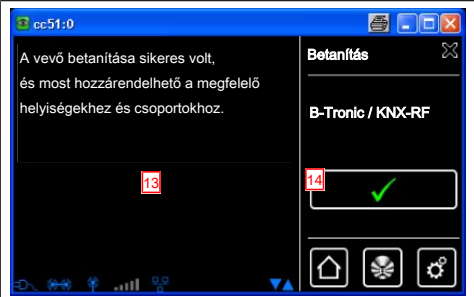 cc51:0
A vevő betanítása sikeres volt,
és most hozzárendelhető a megfelelő
helyiségekhez és csoportokhoz.
13
Betanítás
B-Tronic / KNX-RF
14